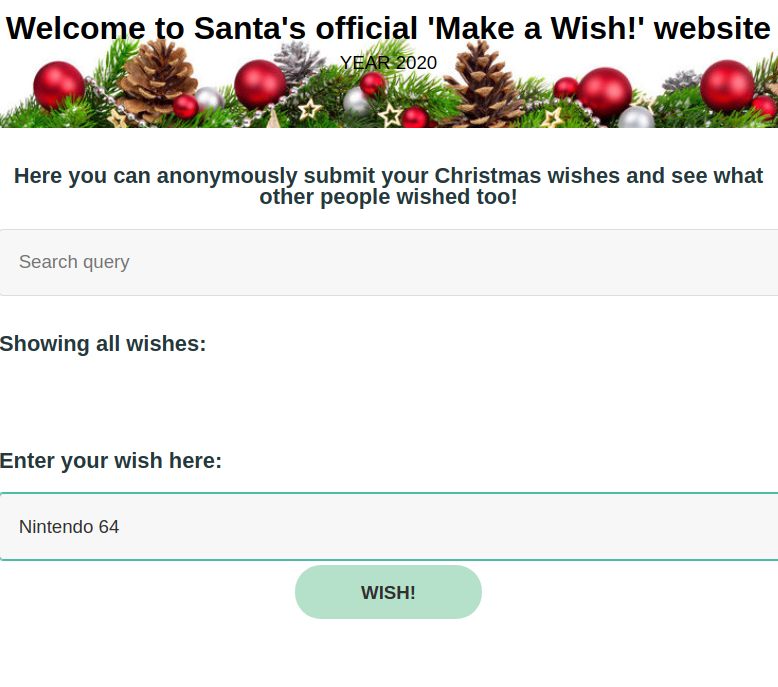 Welcome to Santa's official 'Make a Wish!' website
YEAR 2020
Here you can anonymously submit your Christmas wishes and see what
other people wished too!
Search query
Showing all wishes:
Enter your wish here:
Nintendo 64
WISH!